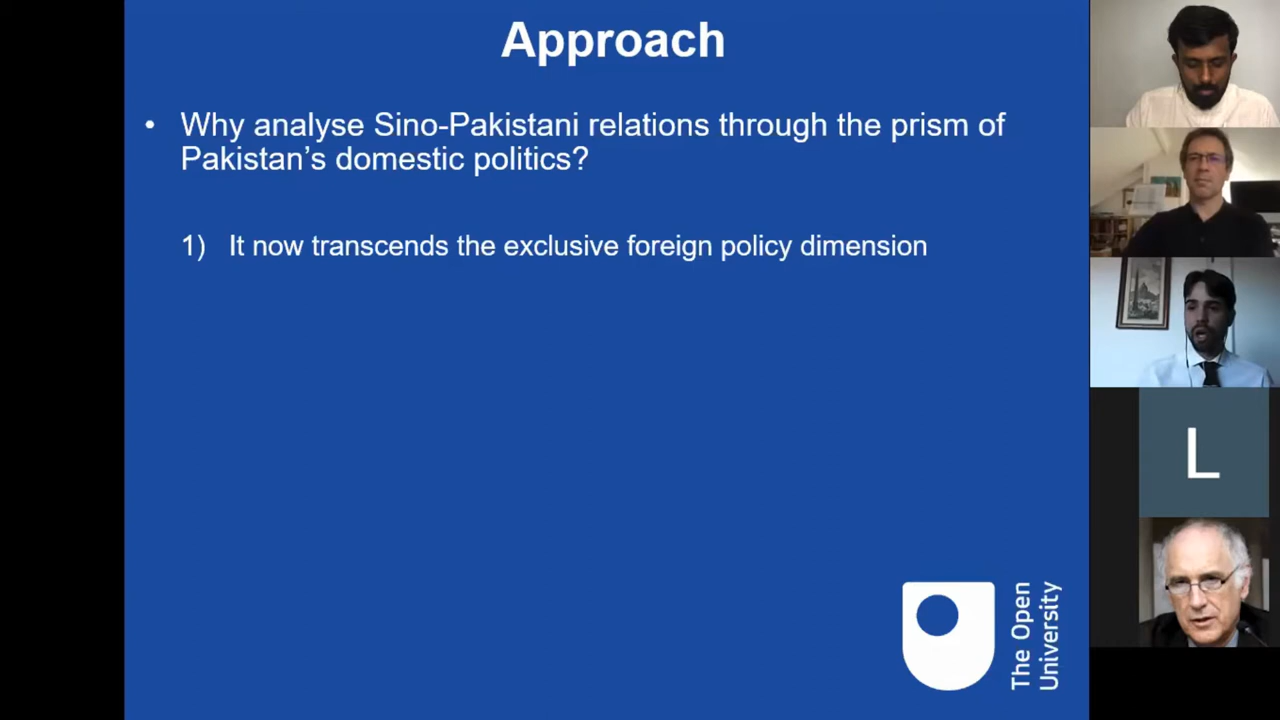 Approach
• Why analyse Sino-Pakistani relations through the prism of
Pakistan's domestic politics?
1) It now transcends the exclusive foreign policy dimension
L
The Open
University